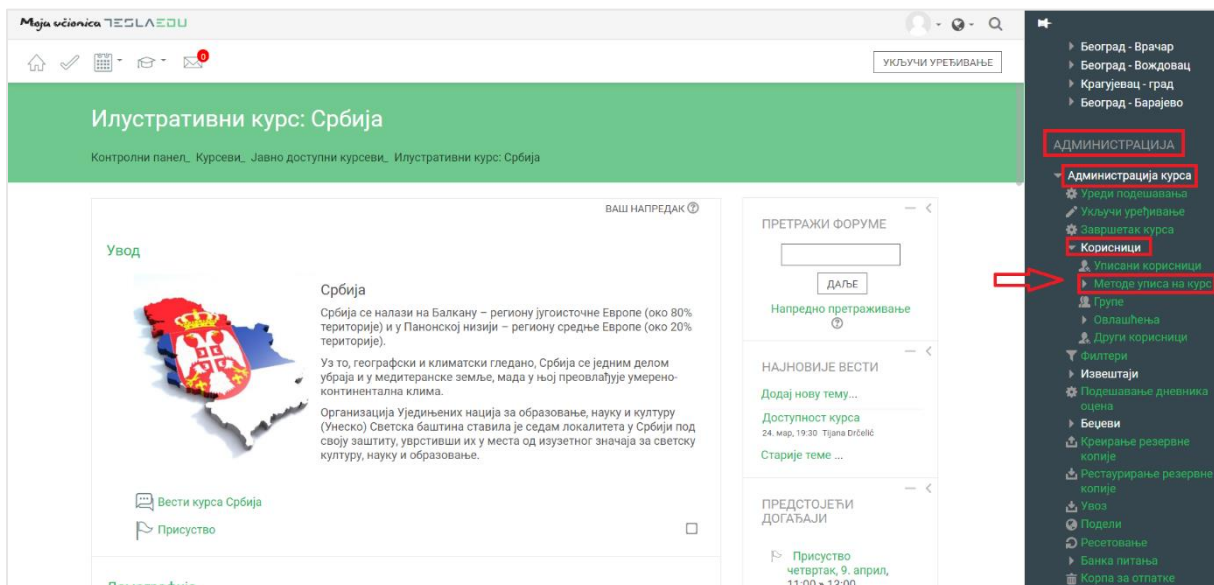 Moja učionica TESLAEDU
0
УКЉУЧИ УРЕЂИВАЊЕ
Илустративни курс: Србија
Контролни панел_ Курсеви_ Јавно доступни курсеви_ Илустративни курс: Србија
ВАШ НАПРЕДАК
Увод
Србија
Србија се налази на Балкану – региону југоисточне Европе (око 80%
територије) и у Панонској низији – региону средње Европе (око 20%
територије).
Уз то, географски и климатски гледано, Србија се једним делом
убраја и у медитеранске земље, мада у њој преовлађује умерено-
континентална клима.
Организација Уједињених нација за образовање, науку и културу
(Унеско) Светска баштина ставила је седам локалитета у Србији под
своју заштиту, уврстивши их у места од изузетног значаја за светску
културу, науку и образовање.
Вести курса Србија
Присуство
ПРЕТРАЖИ ФОРУМЕ
ДАЉЕ
Напредно претраживање
НАЈНОВИЈЕ ВЕСТИ
Додај нову тему...
Доступност курса
24. мар, 19:30 Tijana Drčelić
Старије теме ...
ПРЕДСТОЈЕЋИ
ДОГАЂАЈИ
Присуство
четвртак, 9. април,
11:00 » 13:00
Београд - Врачар
Београд - Вождовац
Крагујевац - град
Београд - Барајево
АДМИНИСТРАЦИЈА
Администрација курса
Уреди подешавања
Укључи уређивање
Завршетак курса
Корисници
Уписани корисници
Методе уписа на курс
Групе
Овлашћења
Други корисници
Филтери
Извештаји
Подешавање дневника
оцена
Беџеви
Креирање резервне
копије
Рестаурирање резервне
копије
Увоз
Подели
Ресетовање
Банка питања
Корпа за отпатке